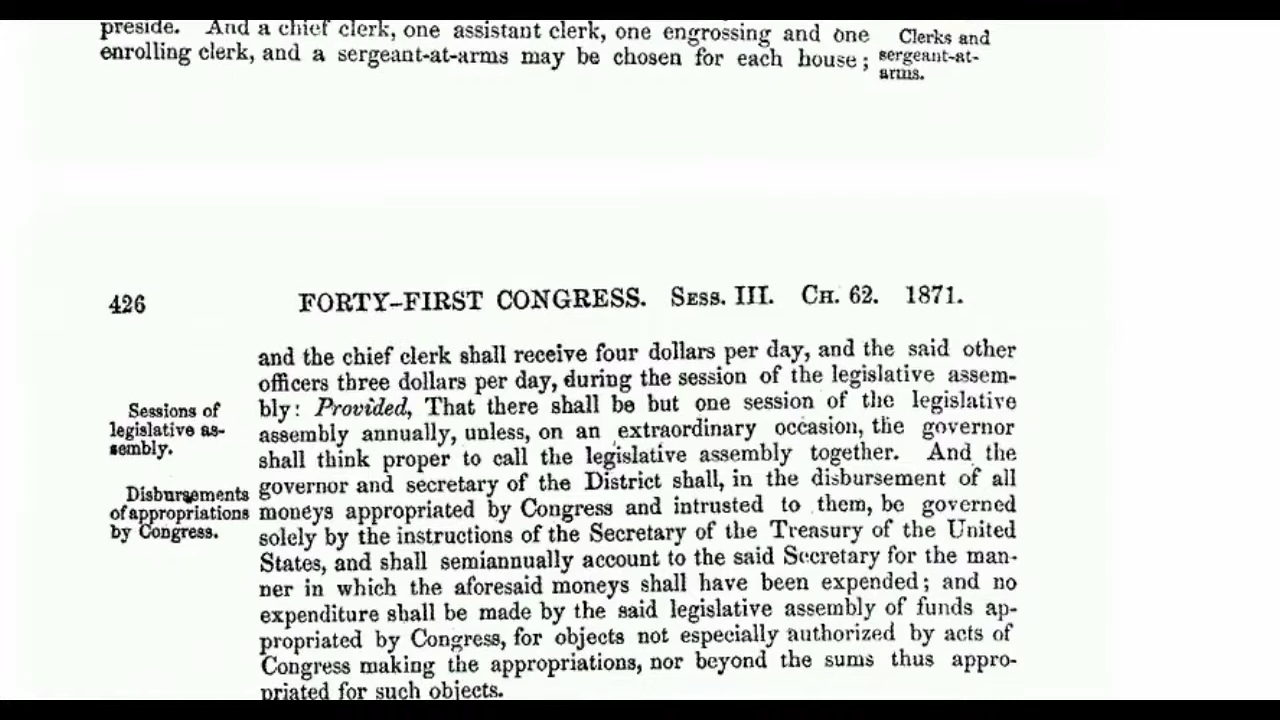 preside. And a chief clerk, one assistant clerk, one engrossing and one
enrolling clerk, and a sergeant-at-arms may be chosen for each house;
Clerks and
sergeant-at-
arms.
426
FORTY-FIRST CONGRESS. SESS. III. CH. 62. 1871.
and the chief clerk shall receive four dollars per day, and the said other
officers three dollars per day, during the session of the legislative assem-
bly: Provided, That there shall be but one session of the legislative
assembly annually, unless, on an extraordinary occasion, the governor
shall think proper to call the legislative assembly together. And the
governor and secretary of the District shall, in the disbursement of all
moneys appropriated by Congress and intrusted to them, be governed
solely by the instructions of the Secretary of the Treasury of the United
States, and shall semiannually account to the said Secretary for the man-
ner in which the aforesaid moneys shall have been expended; and no
expenditure shall be made by the said legislative assembly of funds ap-
propriated by Congress, for objects not especially authorized by acts of
Congress making the appropriations, nor beyond the sums thus appro-
priated for such objects.
Sessions of
legislative as-
sembly.
Disbursements
of appropriations
by Congress.